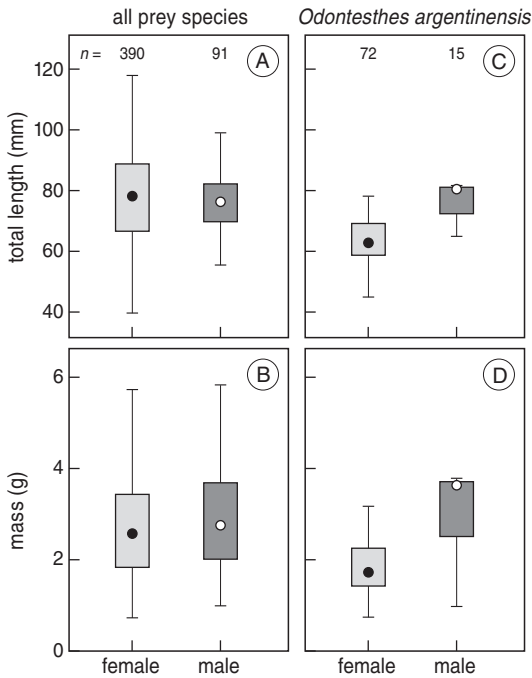 all prey species
Odontesthes argentinensis
n = 390 91 A
72 15 C
total length (mm)
120
100
80
60
40
B
D
mass (g)
6
4
2
0
female male
female male